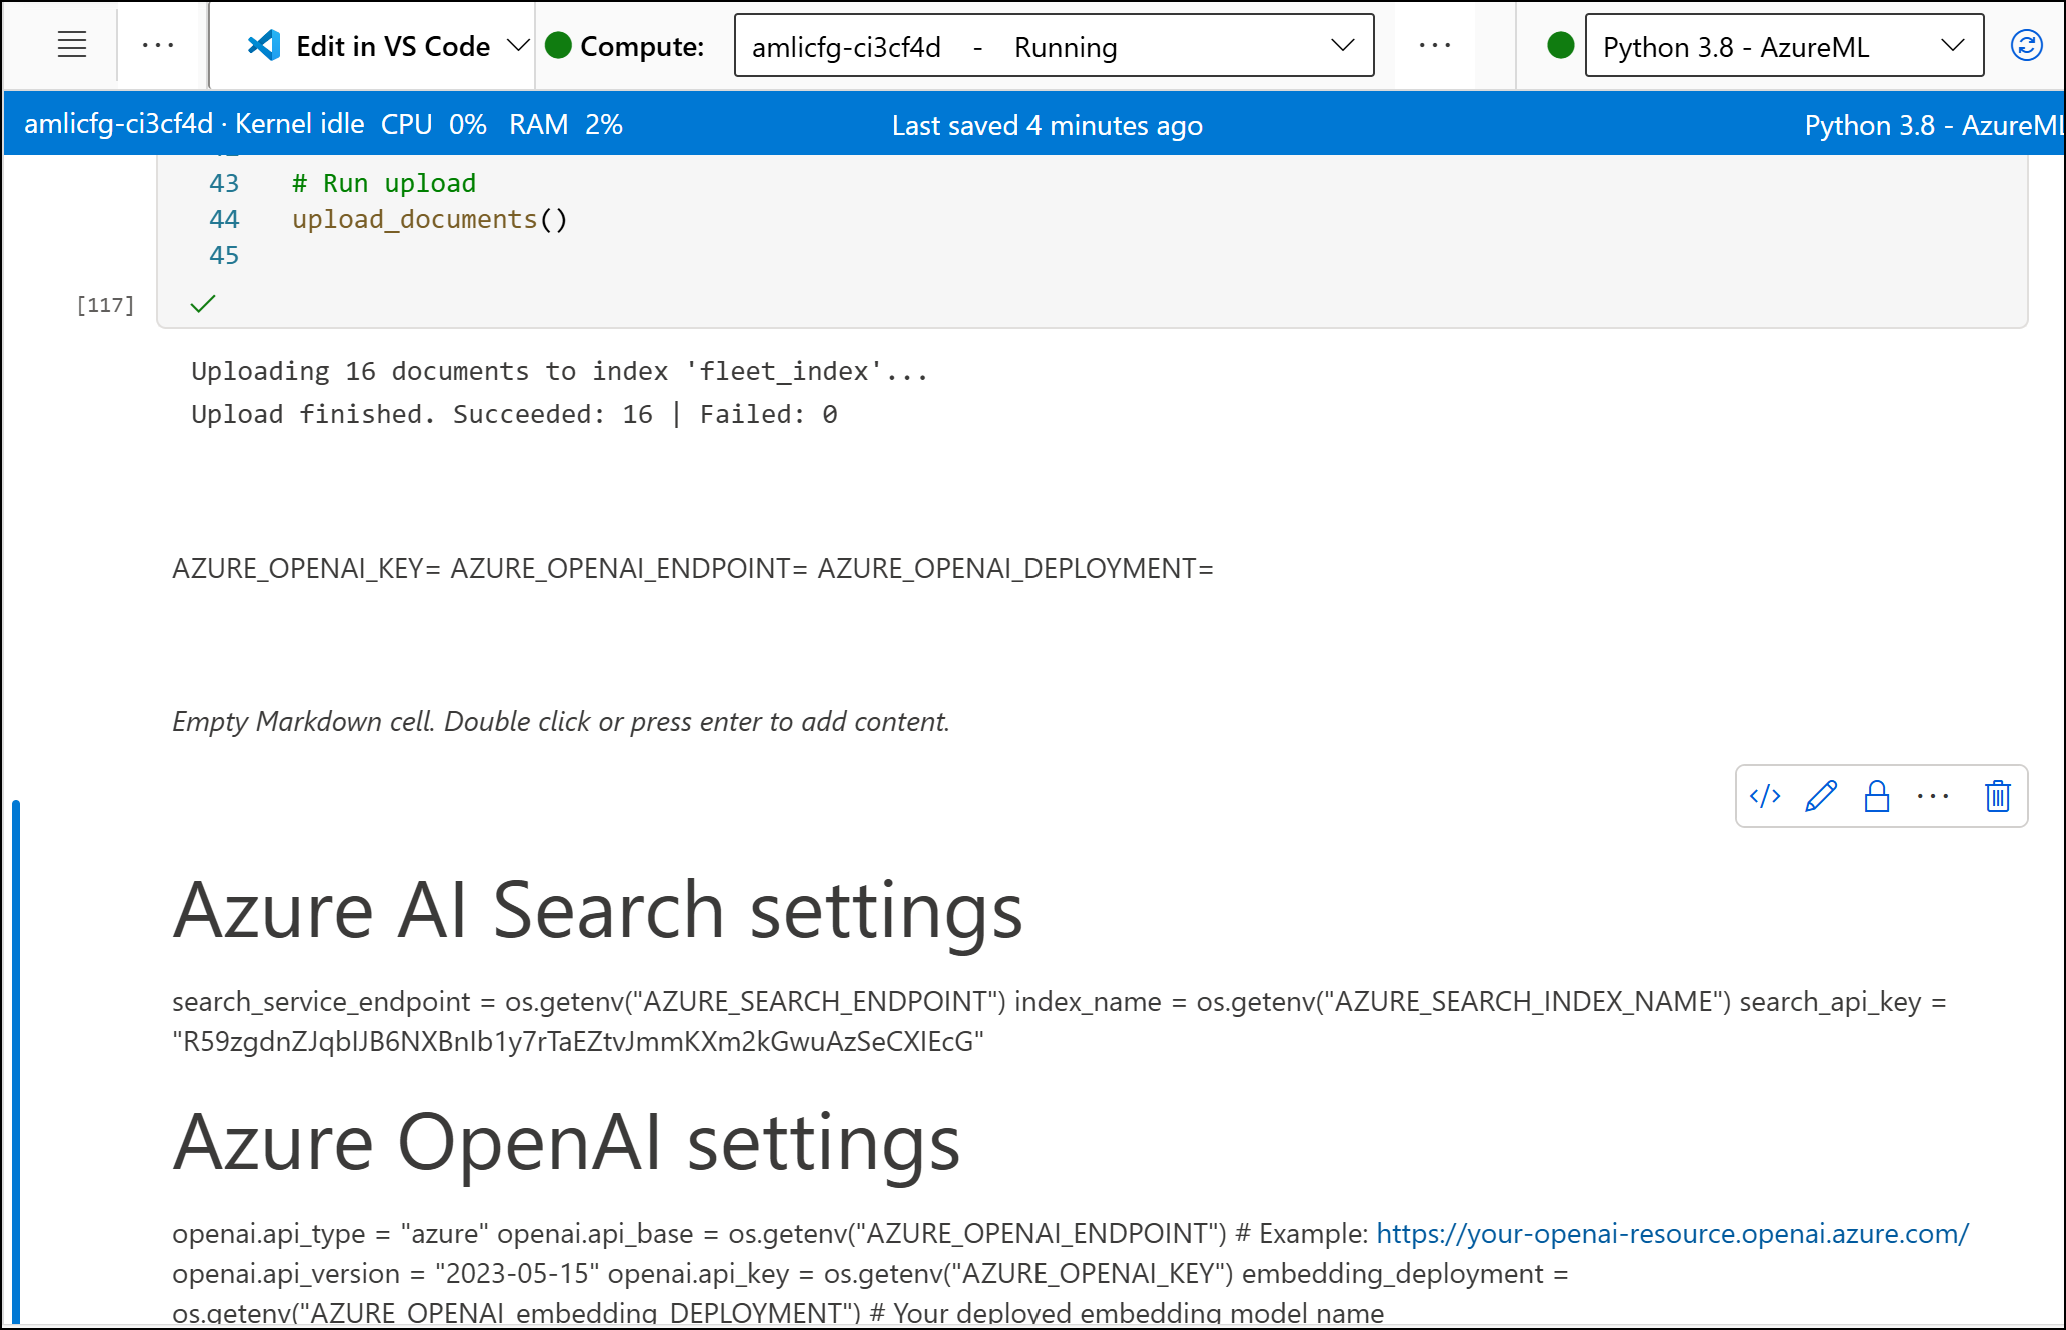 Edit in VS Code
Compute:
amlicfg-ci3cf4d - Running
Python 3.8 - AzureML
amlicfg-ci3cf4d · Kernel idle CPU 0% RAM 2%
Last saved 4 minutes ago
Python 3.8 - AzureML
43 # Run upload
44 upload_documents()
45
[117]
Uploading 16 documents to index 'fleet_index'...
Upload finished. Succeeded: 16 | Failed: 0
AZURE_OPENAI_KEY= AZURE_OPENAI_ENDPOINT= AZURE_OPENAI_DEPLOYMENT=
Empty Markdown cell. Double click or press enter to add content.
Azure AI Search settings
search_service_endpoint = os.getenv("AZURE_SEARCH_ENDPOINT") index_name = os.getenv("AZURE_SEARCH_INDEX_NAME") search_api_key =
"R59zgdnZJqbIJB6NXBnIb1y7rTaEZtvJmmKXm2kGwuAzSeCXIEcG"
Azure OpenAI settings
openai.api_type = "azure" openai.api_base = os.getenv("AZURE_OPENAI_ENDPOINT") # Example: https://your-openai-resource.openai.azure.com/
openai.api_version = "2023-05-15" openai.api_key = os.getenv("AZURE_OPENAI_KEY") embedding_deployment =
os.getenv("AZURE_OPENAI_embedding_DEPLOYMENT") # Your deployed embedding model name